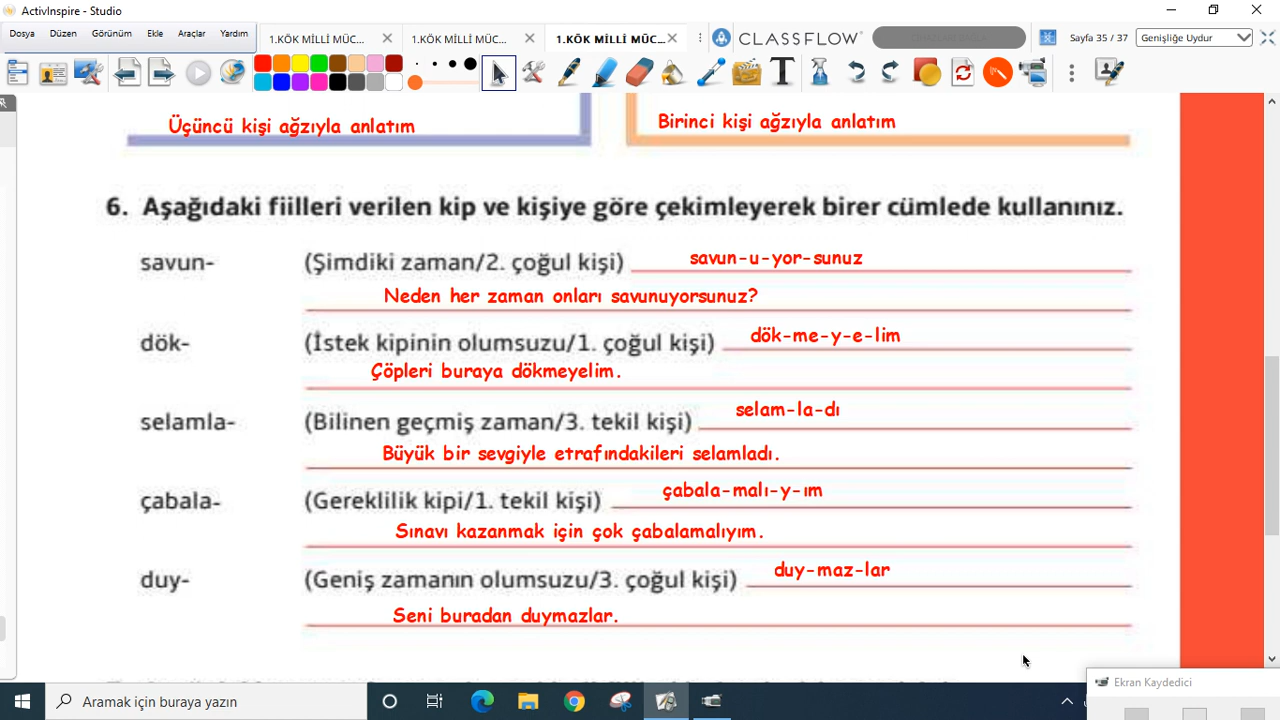 ActivInspire - Studio
Dosya Düzen Görünüm Ekle Araçlar Yardım
1.KÖK MİLLİ MÜC... 1.KÖK MİLLİ MÜC... 1.KÖK MİLLİ MÜC...
CLASSFLOW
Sayfa 35 / 37
Genişliğe Uydur
Üçüncü kişi ağzıyla anlatım
Birinci kişi ağzıyla anlatım
6. Aşağıdaki fiilleri verilen kip ve kişiye göre çekimleyerek birer cümlede kullanınız.
savun- (Şimdiki zaman/2. çoğul kişi) savun-u-yor-sunuz
Neden her zaman onları savunuyorsunuz?
dök- (İstek kipinin olumsuzu/1. çoğul kişi) dök-me-y-e-lim
Çöpleri buraya dökmeyelim.
selamla- (Bilinen geçmiş zaman/3. tekil kişi) selam-la-dı
Büyük bir sevgiyle etrafındakileri selamladı.
çabala- (Gereklilik kipi/1. tekil kişi) çabala-malı-y-ım
Sınavı kazanmak için çok çabalamalıyım.
duy- (Geniş zamanın olumsuzu/3. çoğul kişi) duy-maz-lar
Seni buradan duymazlar.
Ekran Kaydedici
Aramak için buraya yazın